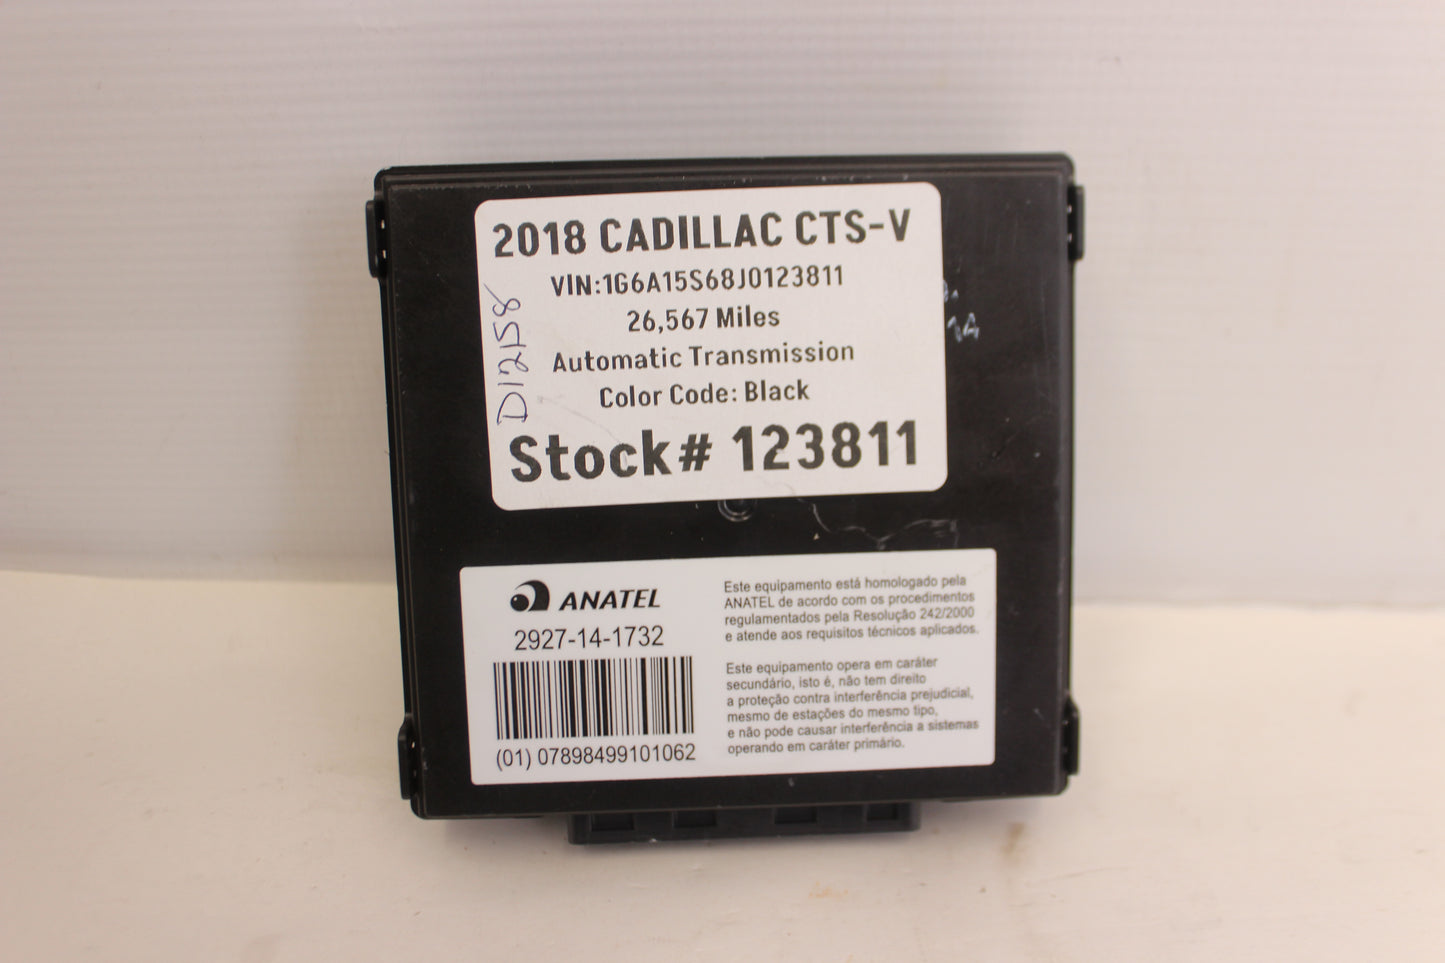 2018 CADILLAC CTS-V
VIN:1G6A15S68J0123811
26,567 Miles
Automatic Transmission
Color Code: Black
Stock# 123811
D12158
ANATEL
2927-14-1732
(01) 07898499101062
Este equipamento está homologado pela
ANATEL de acordo com os procedimentos
regulamentados pela Resolução 242/2000
e atende aos requisitos técnicos aplicados.
Este equipamento opera em caráter
secundário, isto é, não tem direito
a proteção contra interferência prejudicial,
mesmo de estações do mesmo tipo,
e não pode causar interferência a sistemas
operando em caráter primário.